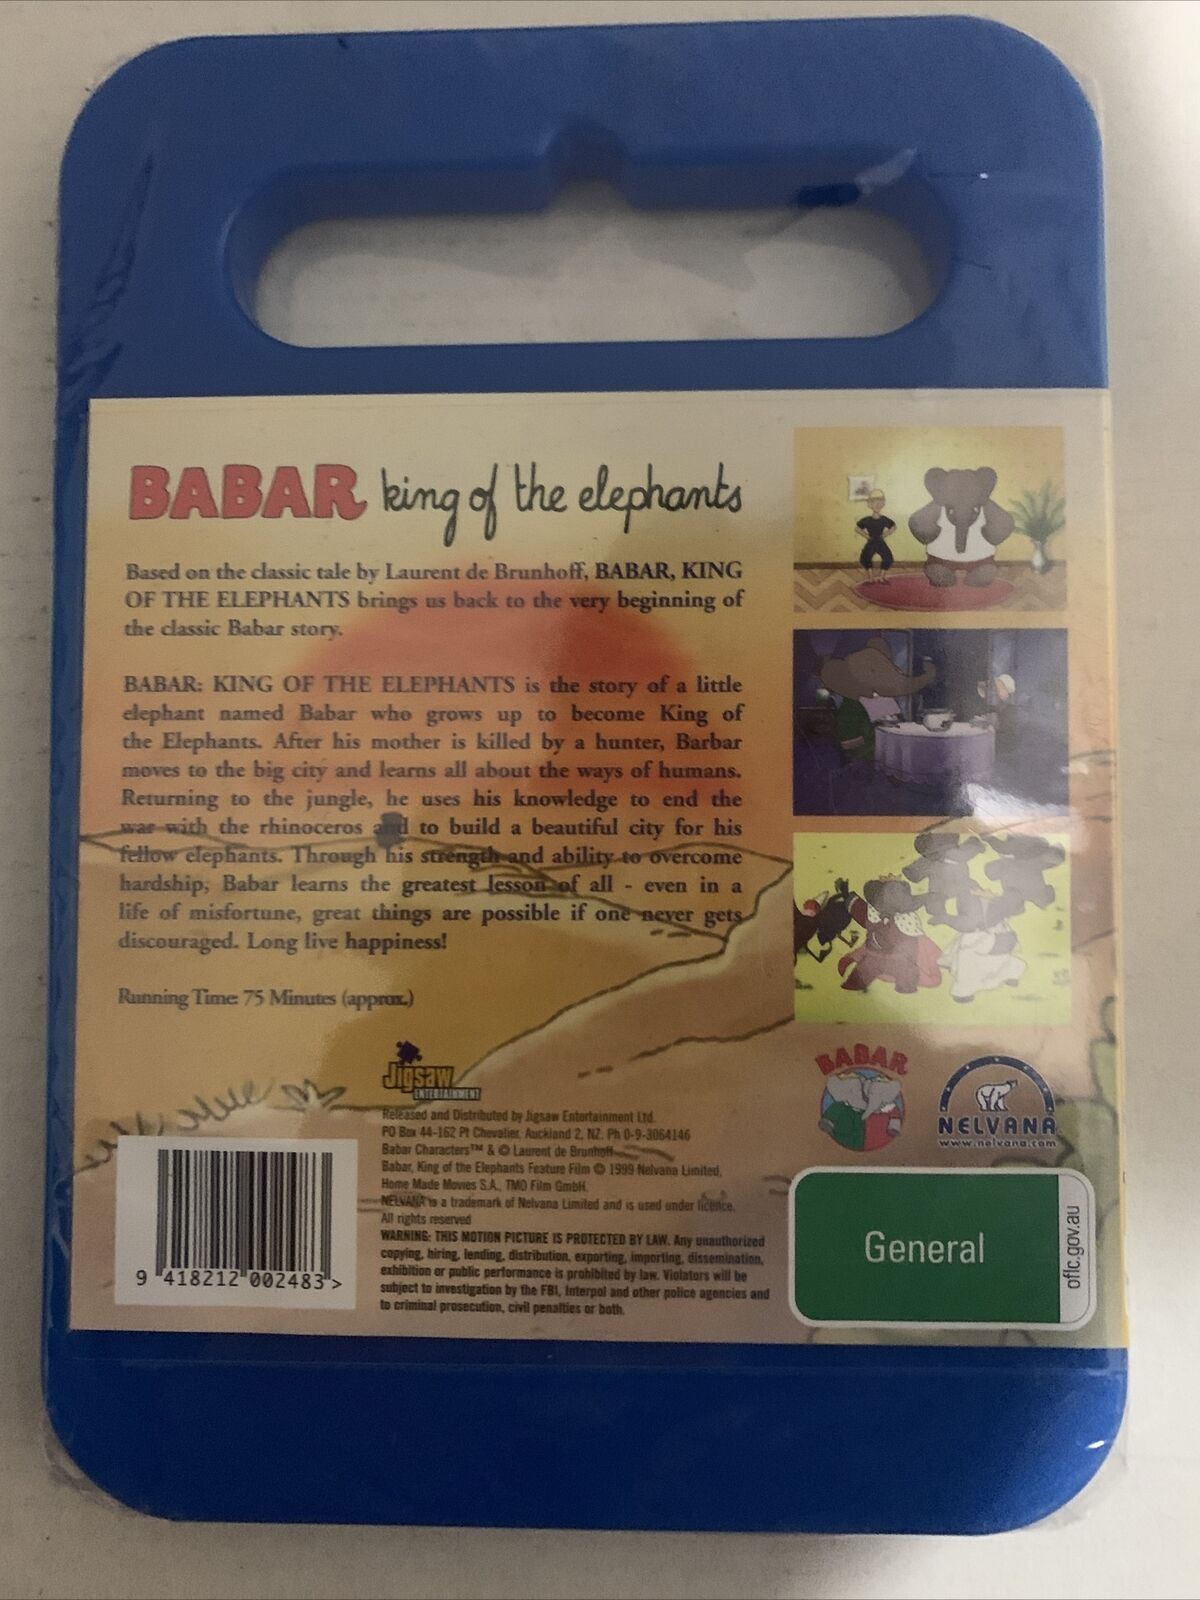 BABAR king of the elephants
Based on the classic tale by Laurent de Brunhoff, BABAR, KING
OF THE ELEPHANTS brings us back to the very beginning of
the classic Babar story.
BABAR: KING OF THE ELEPHANTS is the story of a little
elephant named Babar who grows up to become King of
the Elephants. After his mother is killed by a hunter, Barbar
moves to the big city and learns all about the ways of humans.
Returning to the jungle, he uses his knowledge to end the
war with the rhinoceros and to build a beautiful city for his
fellow elephants. Through his strength and ability to overcome
hardship, Babar learns the greatest lesson of all - even in a
life of misfortune, great things are possible if one never gets
discouraged. Long live happiness!
Running Time: 75 Minutes (approx.)
Jigsaw
ENTERTAINMENT
Released and Distributed by Jigsaw Entertainment Ltd.
PO Box 44-162 Pt Chevalier, Auckland 2, NZ. Ph 0-9-3064146
Babar Characters™ & © Laurent de Brunhoff
Babar, King of the Elephants Feature Film © 1999 Nelvana Limited,
Home Made Movies S.A., TMO Film GmbH.
NELVANA is a trademark of Nelvana Limited and is used under licence.
All rights reserved
WARNING: THIS MOTION PICTURE IS PROTECTED BY LAW. Any unauthorized
copying, hiring, lending, distribution, exporting, importing, dissemination,
exhibition or public performance is prohibited by law. Violators will be
subject to investigation by the FBI, Interpol and other police agencies and
to criminal prosecution, civil penalties or both.
9 418212 002483 >
BABAR
NELVANA
www.nelvana.com
General
oflc.gov.au